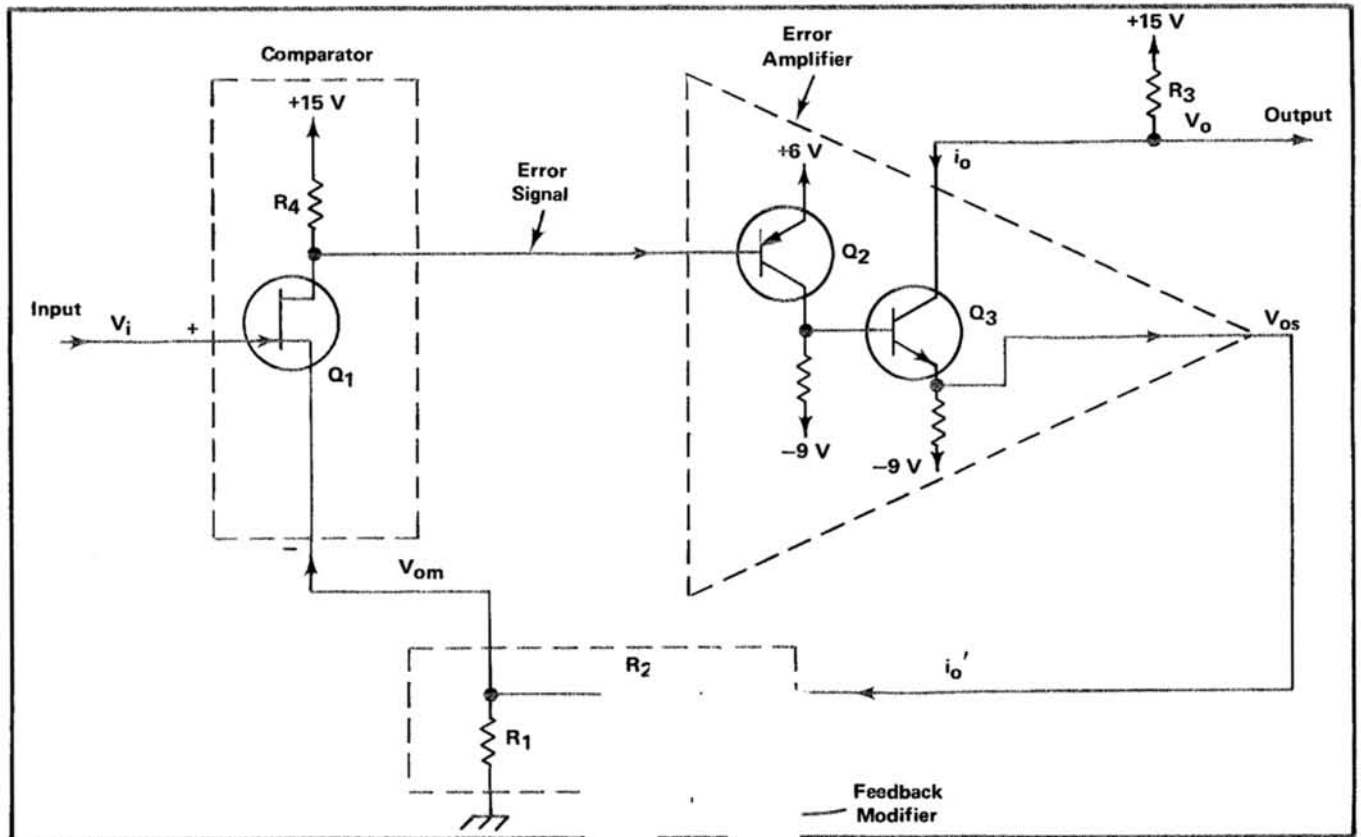 Comparator
+15 V
R4
Error
Signal
Error
Amplifier
+15 V
R3
Vo
Output
io
+6 V
Q2
Q3
Input
Vi
+
Q1
−9 V
−9 V
Vos
−
Vom
R2
io'
R1
Feedback
Modifier